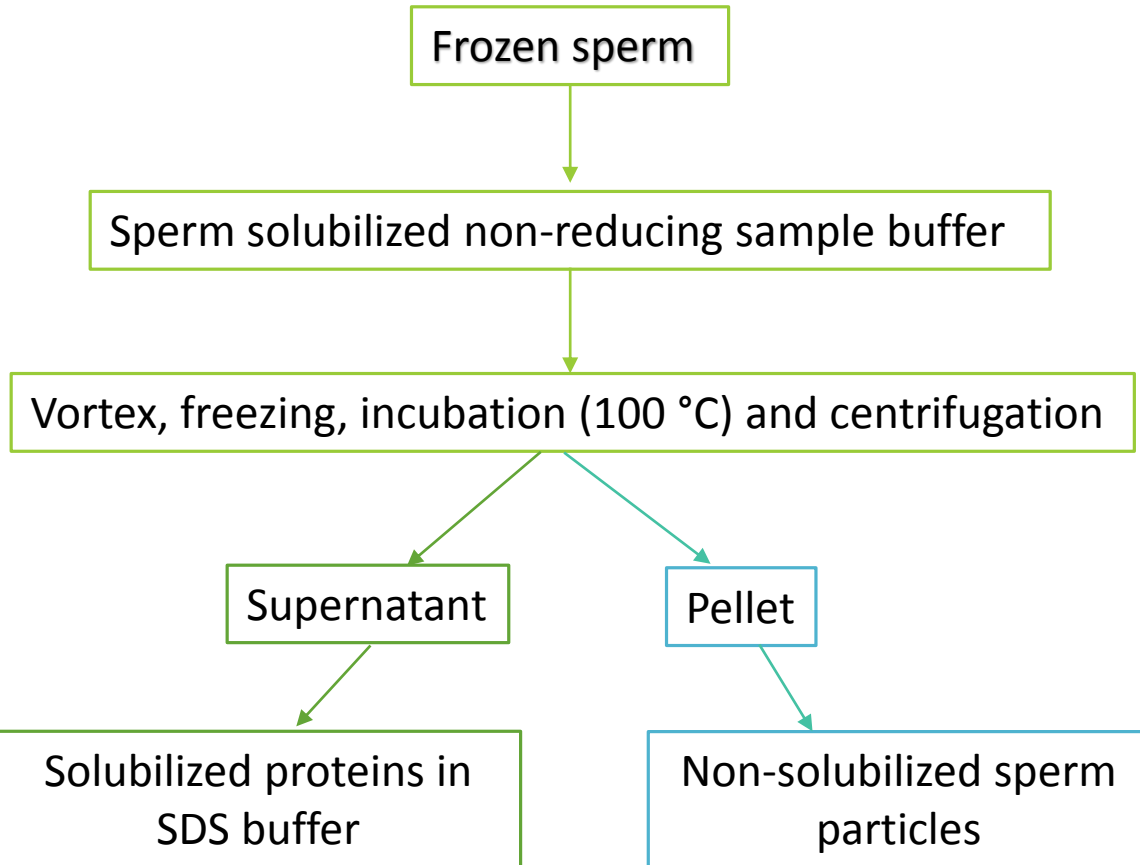 Frozen sperm
Sperm solubilized non-reducing sample buffer
Vortex, freezing, incubation (100 °C) and centrifugation
Supernatant
Pellet
Solubilized proteins in
SDS buffer
Non-solubilized sperm
particles